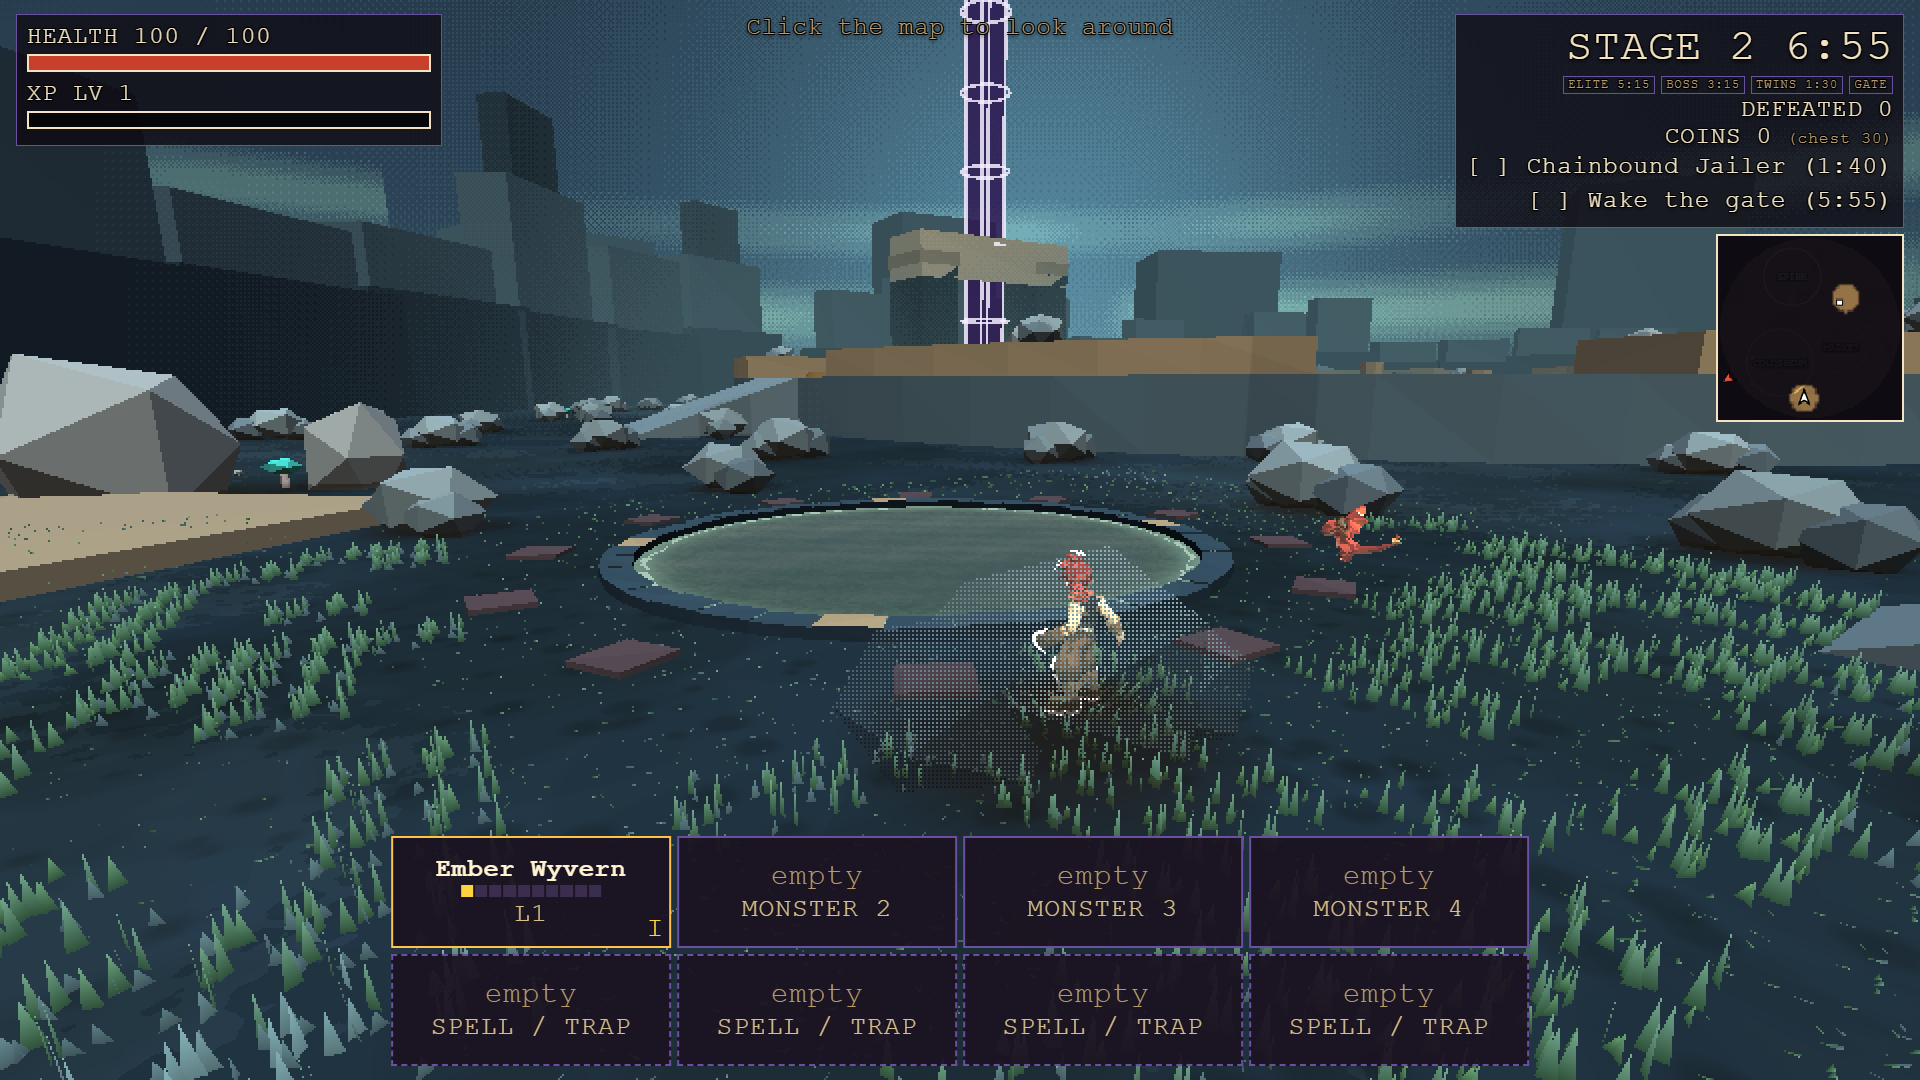 HEALTH 100 / 100
XP LV 1
Click the map to look around
STAGE 2 6:55
ELITE 5:15 BOSS 3:15 TWINS 1:30 GATE
DEFEATED 0
COINS 0 (chest 30)
[ ] Chainbound Jailer (1:40)
[ ] Wake the gate (5:55)
Ember Wyvern
L1
I
empty
MONSTER 2
empty
MONSTER 3
empty
MONSTER 4
empty
SPELL / TRAP
empty
SPELL / TRAP
empty
SPELL / TRAP
empty
SPELL / TRAP